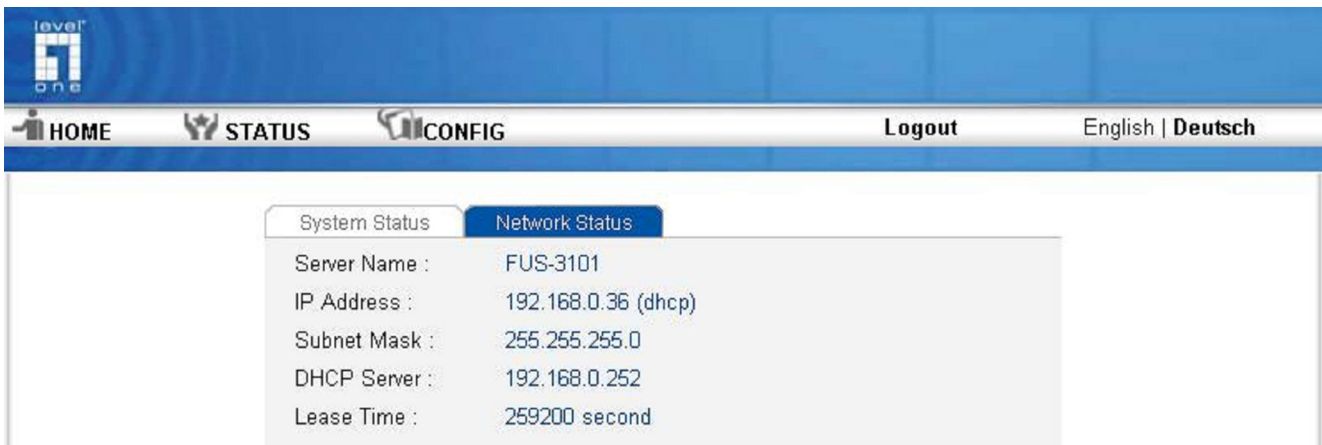 level
one
HOME STATUS CONFIG Logout English | Deutsch
System Status Network Status
Server Name : FUS-3101
IP Address : 192.168.0.36 (dhcp)
Subnet Mask : 255.255.255.0
DHCP Server : 192.168.0.252
Lease Time : 259200 second